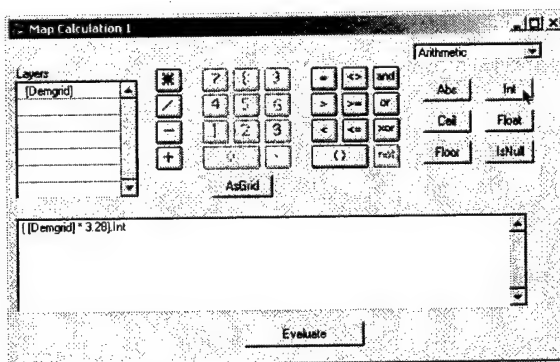 Map Calculation 1
Arithmetic
Layers
[Demgrid]
* 7 8 9 = <> and
/ 4 5 6 > >= or
- 1 2 3 < <= xor
+ 0 . ( ) not
Abs Int
Ceil Float
Floor IsNull
AsGrid
( [Demgrid] * 3.28).Int
Evaluate